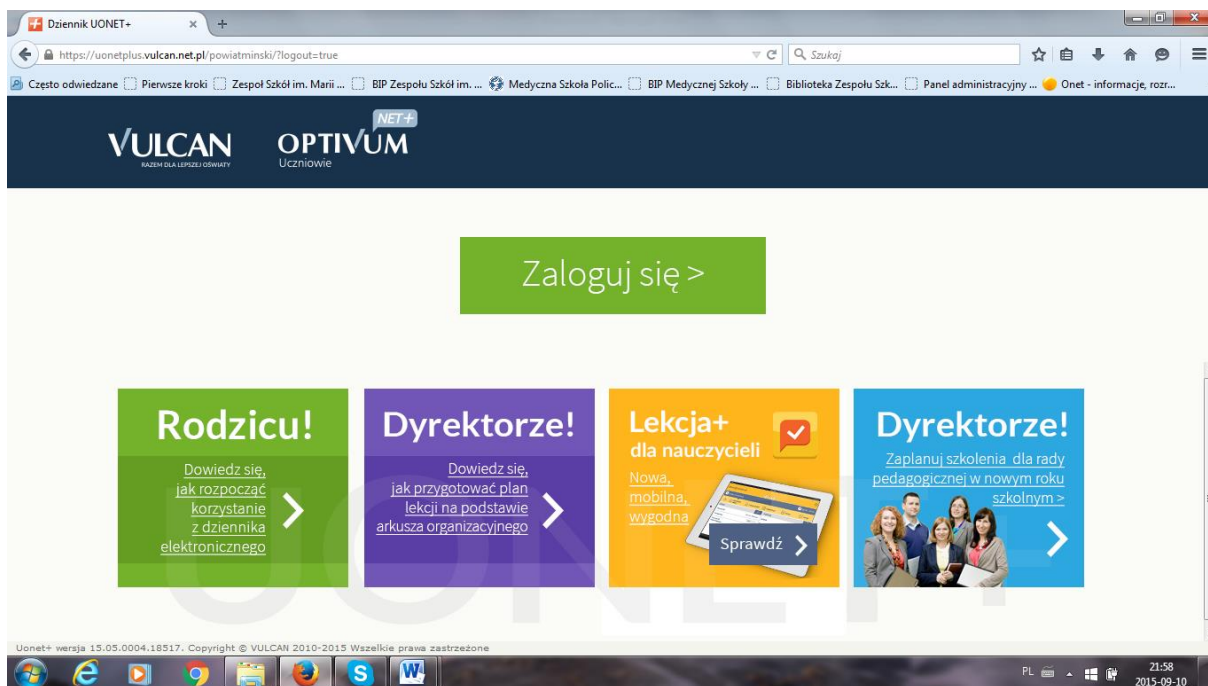 Dziennik UONET+
https://uonetplus.vulcan.net.pl/powiatminski/?logout=true
Szukaj
Często odwiedzane Pierwsze kroki Zespoł Szkół im. Marii ... BIP Zespołu Szkół im. ... Medyczna Szkoła Polic... BIP Medycznej Szkoły ... Biblioteka Zespołu Szk... Panel administracyjny ... Onet - informacje, rozr...
VULCAN
RAZEM DLA LEPSZEJ OŚWIATY
NET+
OPTIVUM
Uczniowie
Zaloguj się >
Rodzicu!
Dowiedz się,
jak rozpocząć
korzystanie
z dziennika
elektronicznego
Dyrektorze!
Dowiedz się,
jak przygotować plan
lekcji na podstawie
arkusza organizacyjnego
Lekcja+
dla nauczycieli
Nowa,
mobilna,
wygodna
Sprawdź
Dyrektorze!
Zaplanuj szkolenia dla rady
pedagogicznej w nowym roku
szkolnym >
UONET+
Uonet+ wersja 15.05.0004.18517. Copyright © VULCAN 2010-2015 Wszelkie prawa zastrzeżone
PL
21:58
2015-09-10